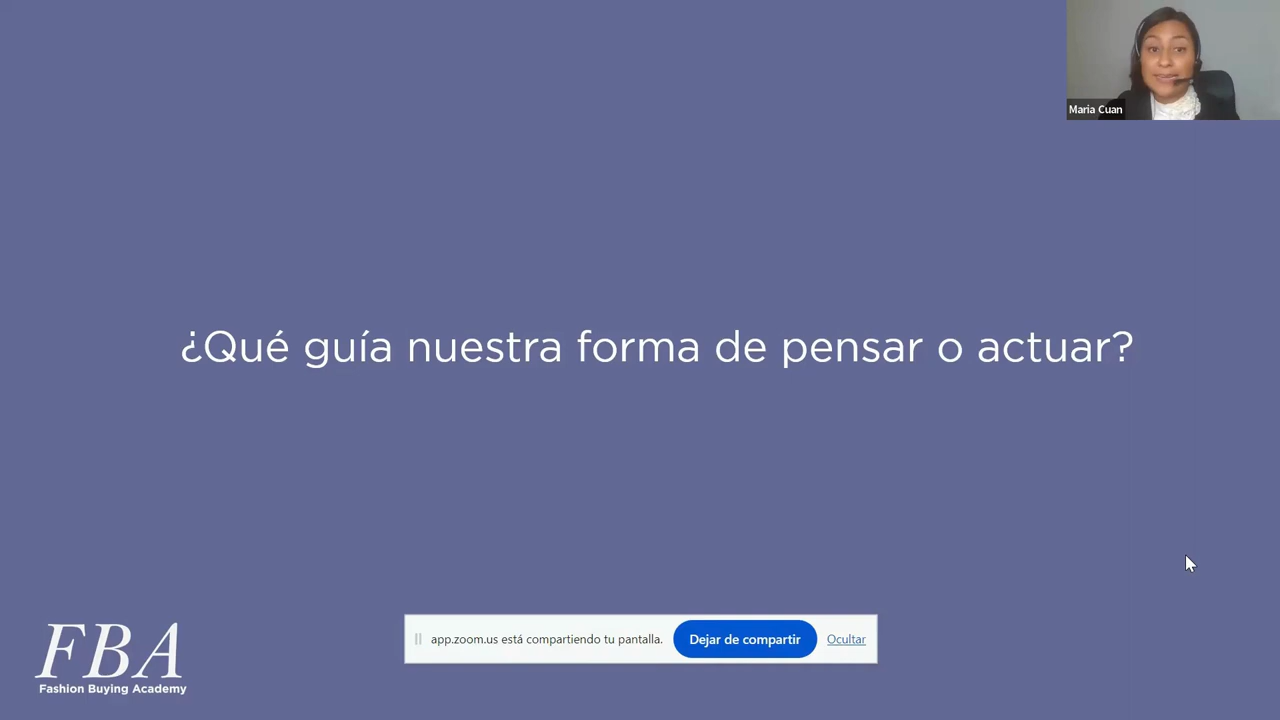 Maria Cuan
¿Qué guía nuestra forma de pensar o actuar?
app.zoom.us está compartiendo tu pantalla. Dejar de compartir Ocultar
FBA
Fashion Buying Academy